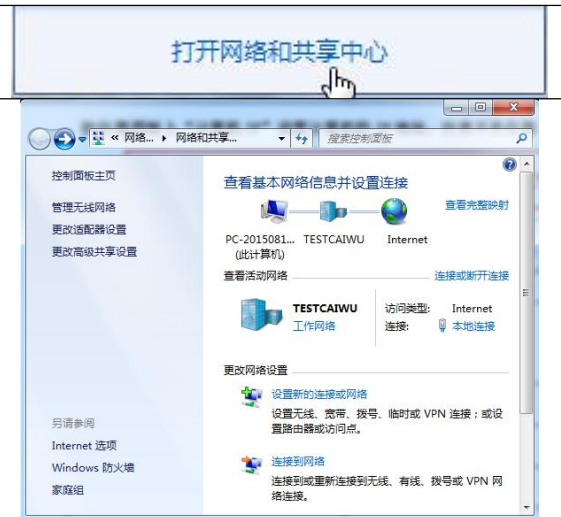 打开网络和共享中心
« 网络... ▸ 网络和共享...
搜索控制面板
控制面板主页
管理无线网络
更改适配器设置
更改高级共享设置
另请参阅
Internet 选项
Windows 防火墙
家庭组
查看基本网络信息并设置连接
查看完整映射
PC-2015081... TESTCAIWU Internet
(此计算机)
查看活动网络
连接或断开连接
TESTCAIWU
工作网络
访问类型: Internet
连接: 本地连接
更改网络设置
设置新的连接或网络
设置无线、宽带、拨号、临时或 VPN 连接；或设
置路由器或访问点。
连接到网络
连接到或重新连接到无线、有线、拨号或 VPN 网
络连接。